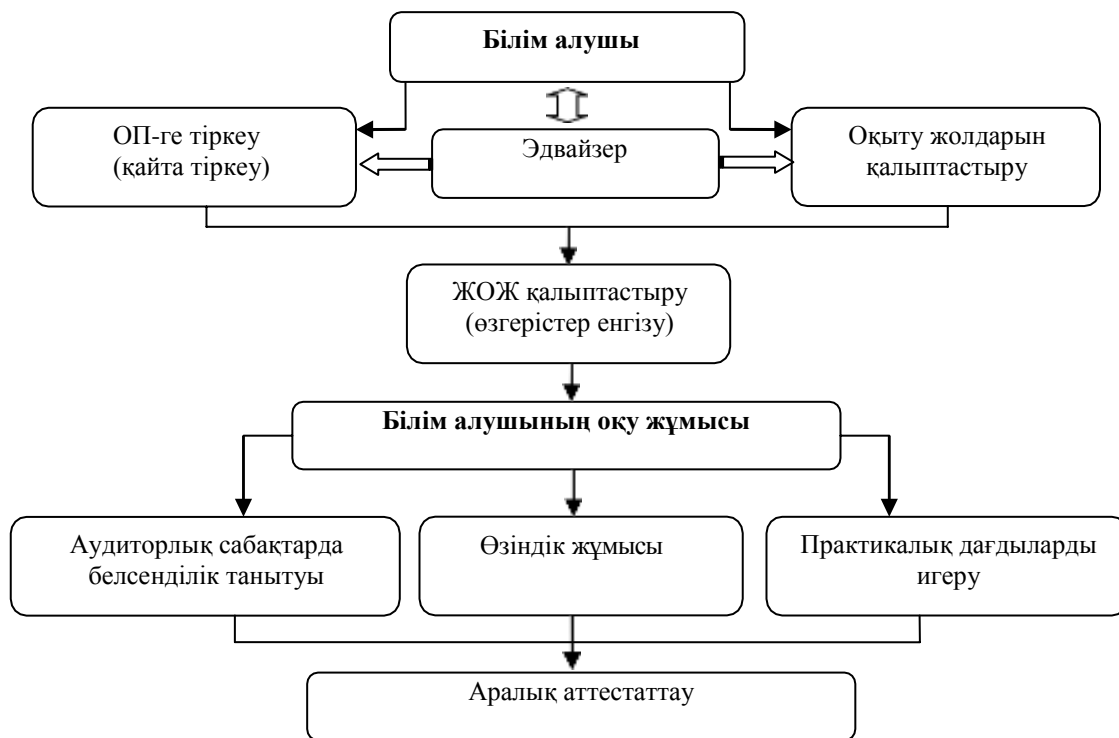 Білім алушы
ОП-ге тіркеу
(қайта тіркеу)
Эдвайзер
Оқыту жолдарын
қалыптастыру
ЖОЖ қалыптастыру
(өзгерістер енгізу)
Білім алушының оқу жұмысы
Аудиторлық сабақтарда
белсенділік танытуы
Өзіндік жұмысы
Практикалық дағдыларды
игеру
Аралық аттестаттау